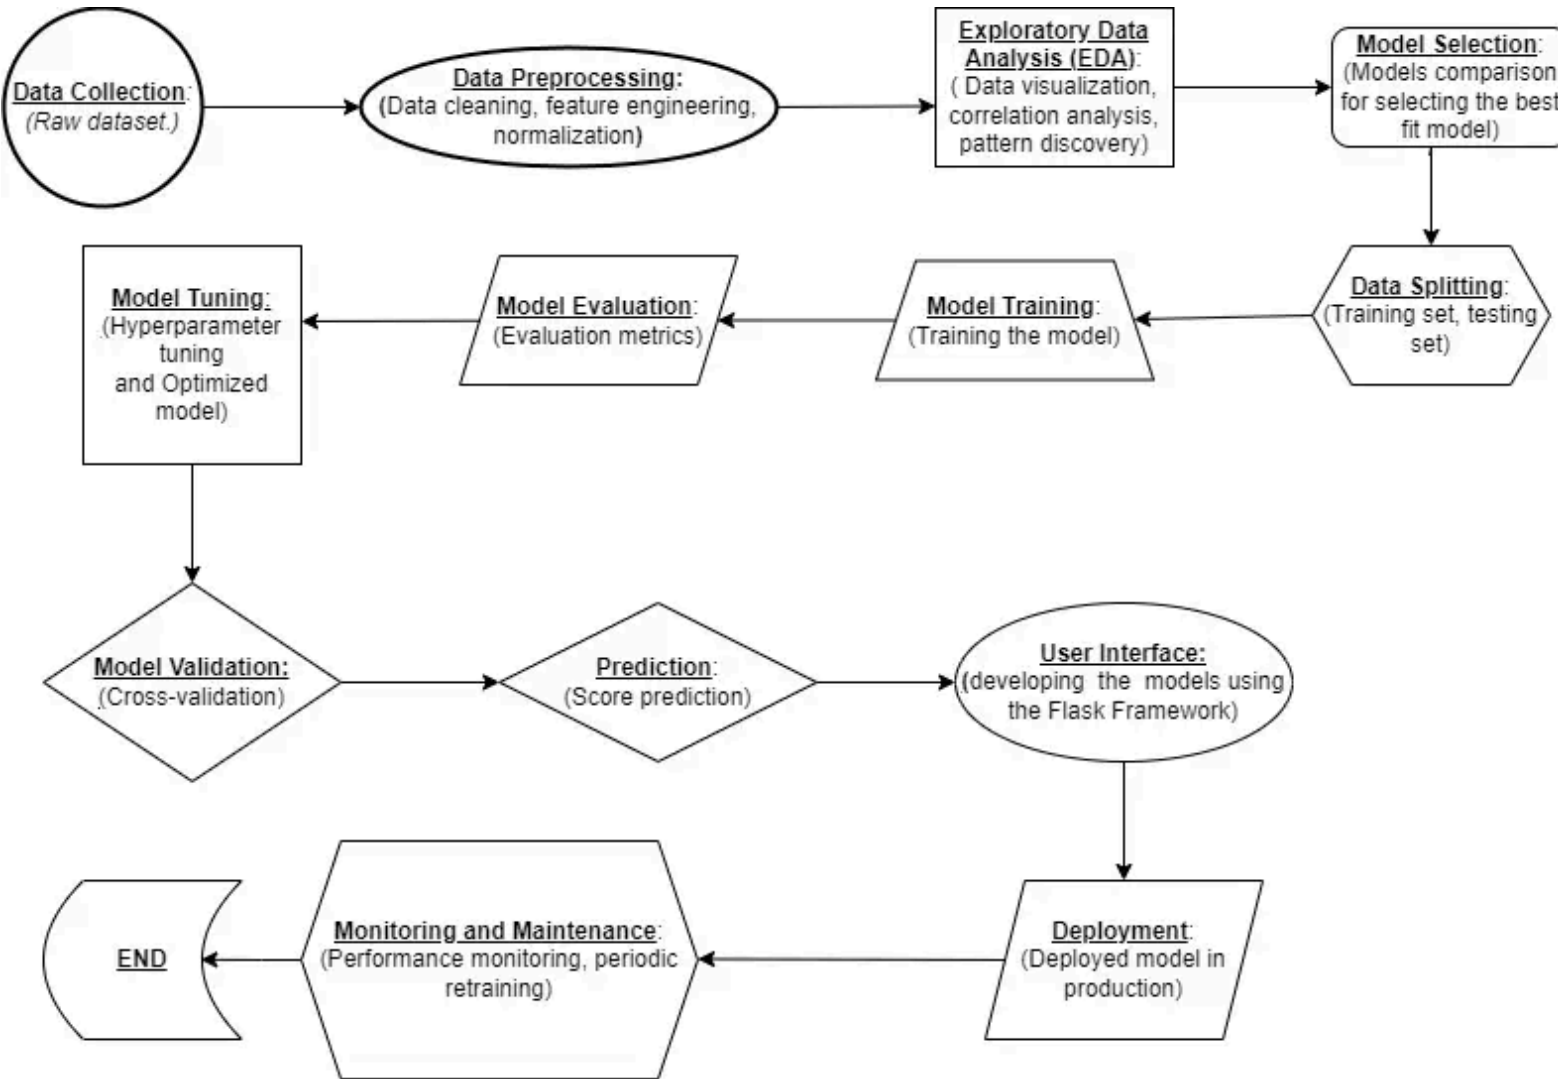 Data Collection:
(Raw dataset.)
Data Preprocessing:
(Data cleaning, feature engineering,
normalization)
Exploratory Data
Analysis (EDA):
( Data visualization,
correlation analysis,
pattern discovery)
Model Selection:
(Models comparison
for selecting the best
fit model)
Data Splitting:
(Training set, testing
set)
Model Training:
(Training the model)
Model Evaluation:
(Evaluation metrics)
Model Tuning:
(Hyperparameter
tuning
and Optimized
model)
Model Validation:
(Cross-validation)
Prediction:
(Score prediction)
User Interface:
(developing the models using
the Flask Framework)
Deployment:
(Deployed model in
production)
Monitoring and Maintenance:
(Performance monitoring, periodic
retraining)
END